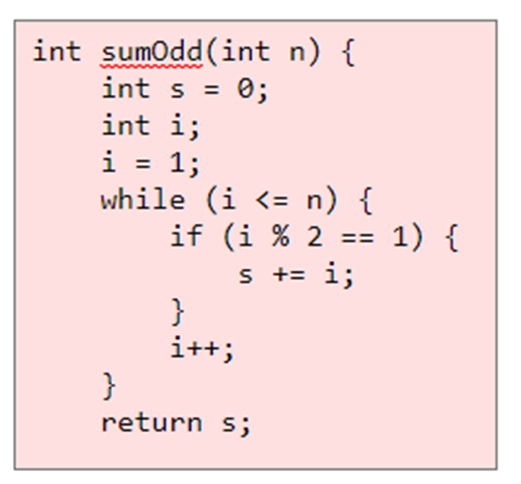 int sumOdd(int n) {
    int s = 0;
    int i;
    i = 1;
    while (i <= n) {
        if (i % 2 == 1) {
            s += i;
        }
        i++;
    }
    return s;